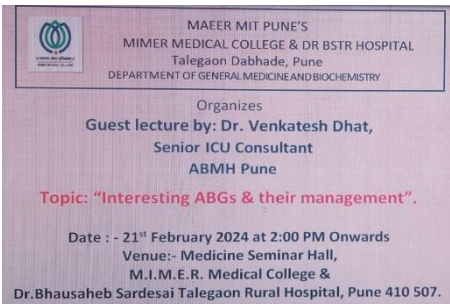 MAEER MIT PUNE'S
MIMER MEDICAL COLLEGE & DR BSTR HOSPITAL
Talegaon Dabhade, Pune
DEPARTMENT OF GENERAL MEDICINE AND BIOCHEMISTRY
Organizes
Guest lecture by: Dr. Venkatesh Dhat,
Senior ICU Consultant
ABMH Pune
Topic: "Interesting ABGs & their management".
Date : - 21st February 2024 at 2:00 PM Onwards
Venue:- Medicine Seminar Hall,
M.I.M.E.R. Medical College &
Dr.Bhausaheb Sardesai Talegaon Rural Hospital, Pune 410 507.